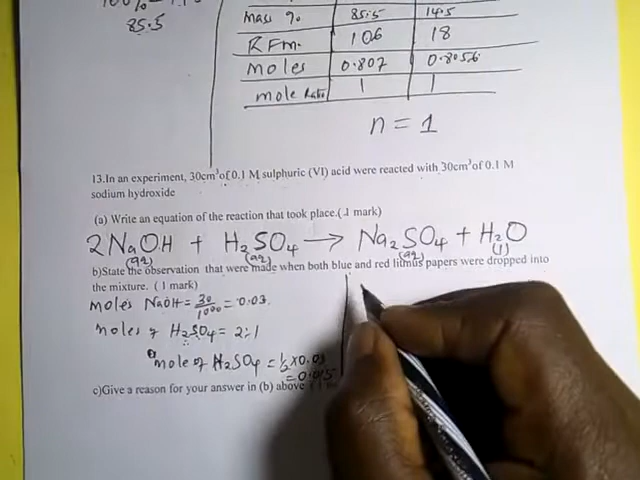 85.5
Mass % 85.5 14.5
RFm. 106 18
moles 0.807 0.8056
mole Ratio 1 1
n = 1
13.In an experiment, 30cm³of 0.1 M sulphuric (VI) acid were reacted with 30cm³of 0.1 M
sodium hydroxide
(a) Write an equation of the reaction that took place.( 1 mark)
2NaOH + H₂SO₄ → Na₂SO₄ + H₂O
(aq) (aq) (aq) (l)
b)State the observation that were made when both blue and red litmus papers were dropped into
the mixture. ( 1 mark)
moles NaOH = 30/1000 = 0.03
moles of H₂SO₄ = 2:1
mole of H₂SO₄ = ½ x 0.03
= 0.015
c)Give a reason for your answer in (b) above